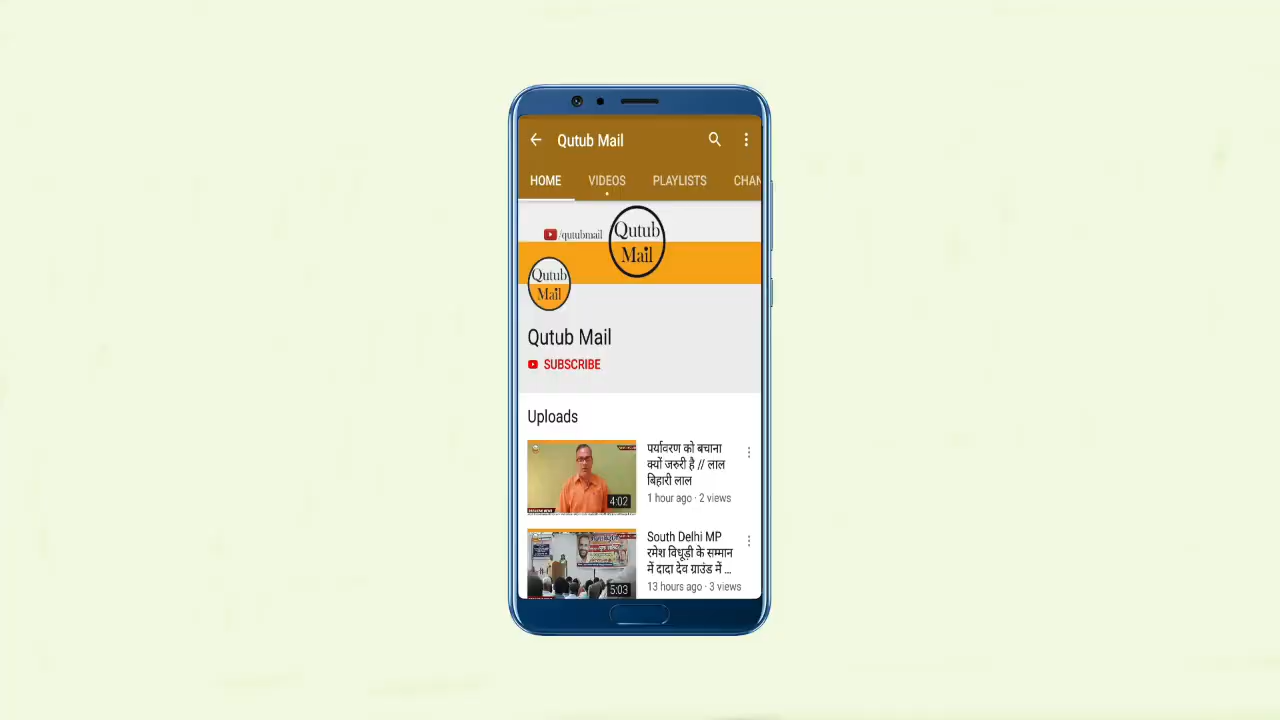 Qutub Mail
HOME VIDEOS PLAYLISTS CHAN
/qutubmail
Qutub
Mail
Qutub
Mail
Qutub Mail
SUBSCRIBE
Uploads
पर्यावरण को बचाना
क्यों जरुरी है // लाल
बिहारी लाल
1 hour ago · 2 views
4:02
South Delhi MP
रमेश विधूड़ी के सम्मान
में दादा देव ग्राउंड में ...
13 hours ago · 3 views
5:03